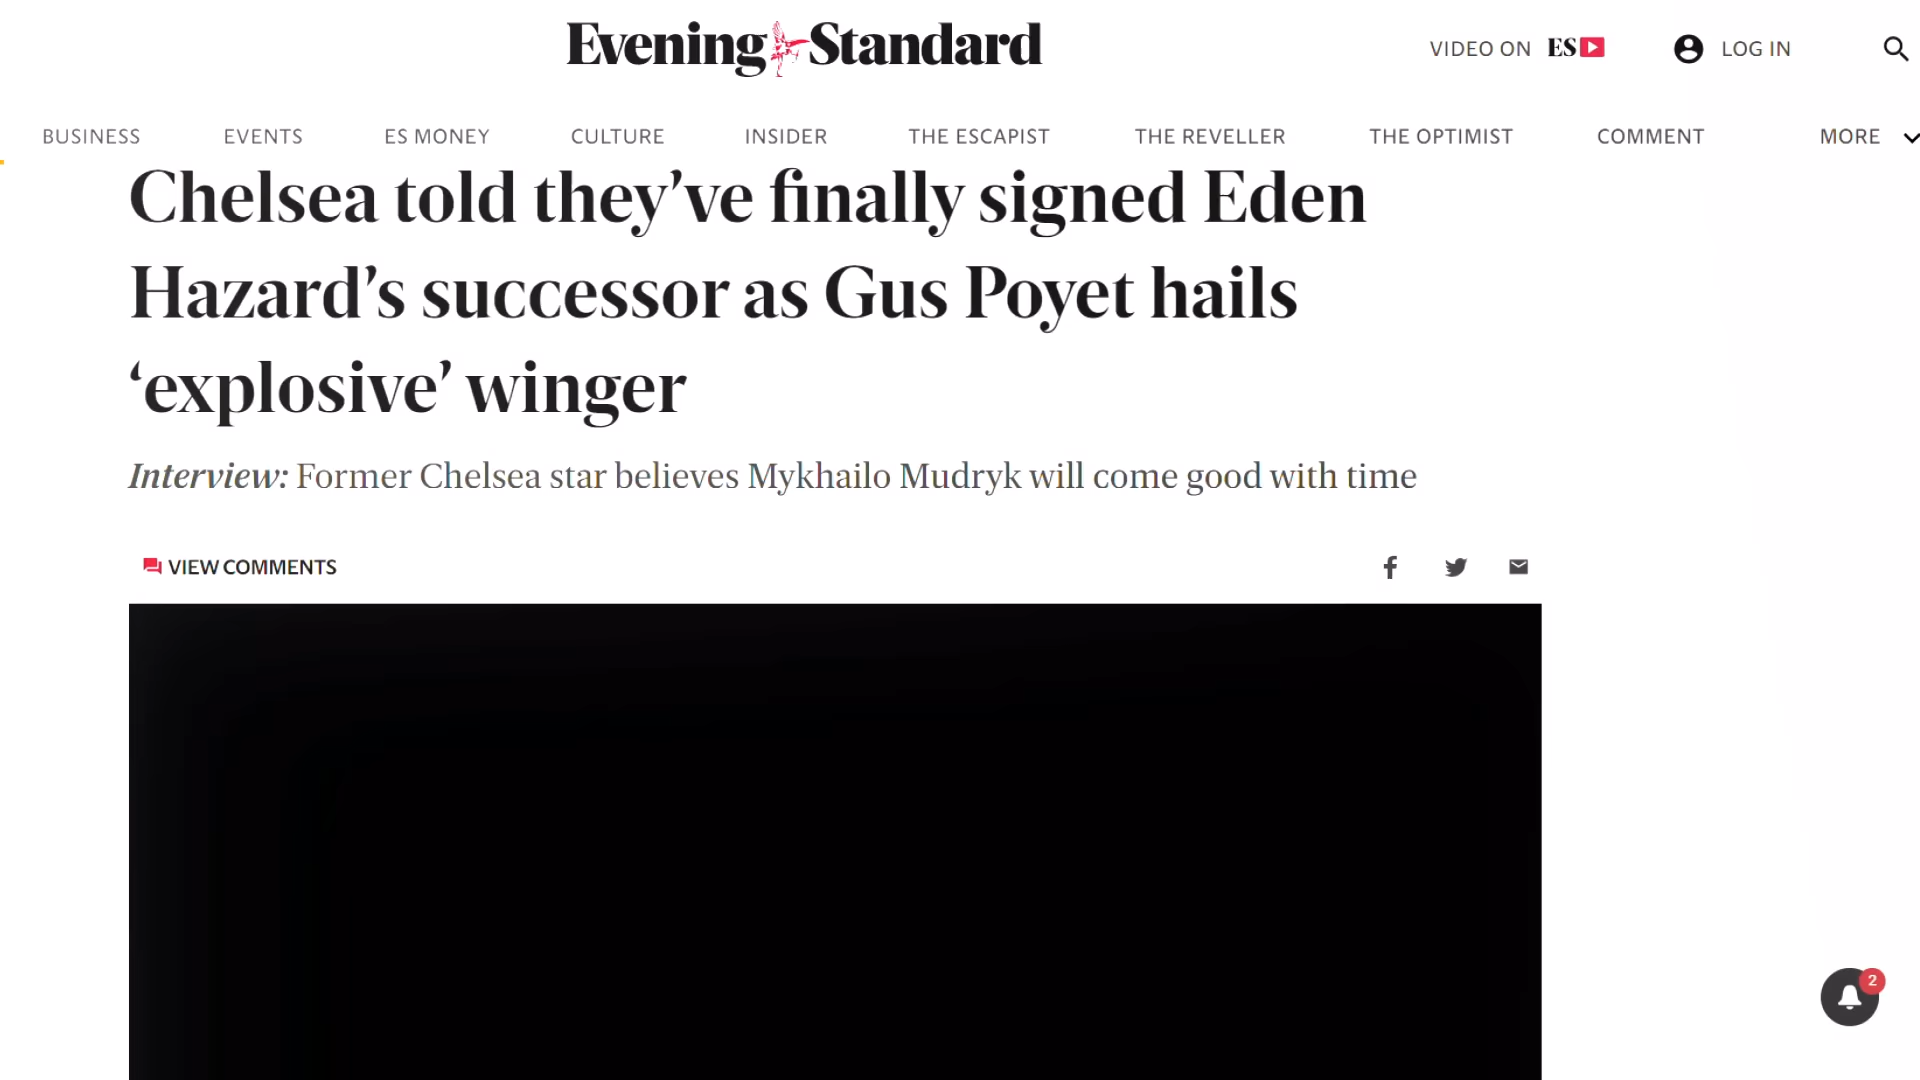 Evening Standard
VIDEO ON ES
LOG IN
BUSINESS EVENTS ES MONEY CULTURE INSIDER THE ESCAPIST THE REVELLER THE OPTIMIST COMMENT MORE
Chelsea told they’ve finally signed Eden
Hazard’s successor as Gus Poyet hails
‘explosive’ winger
Interview: Former Chelsea star believes Mykhailo Mudryk will come good with time
VIEW COMMENTS
2